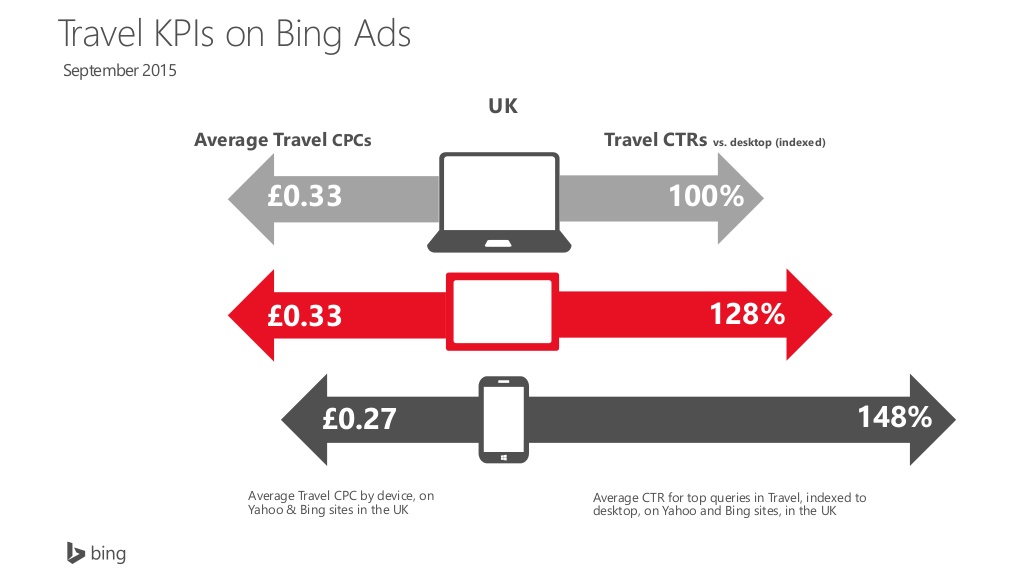 Travel KPIs on Bing Ads
September 2015
UK
Average Travel CPCs
Travel CTRs vs. desktop (indexed)
£0.33
100%
£0.33
128%
£0.27
148%
Average Travel CPC by device, on
Yahoo & Bing sites in the UK
Average CTR for top queries in Travel, indexed to
desktop, on Yahoo and Bing sites, in the UK
bing